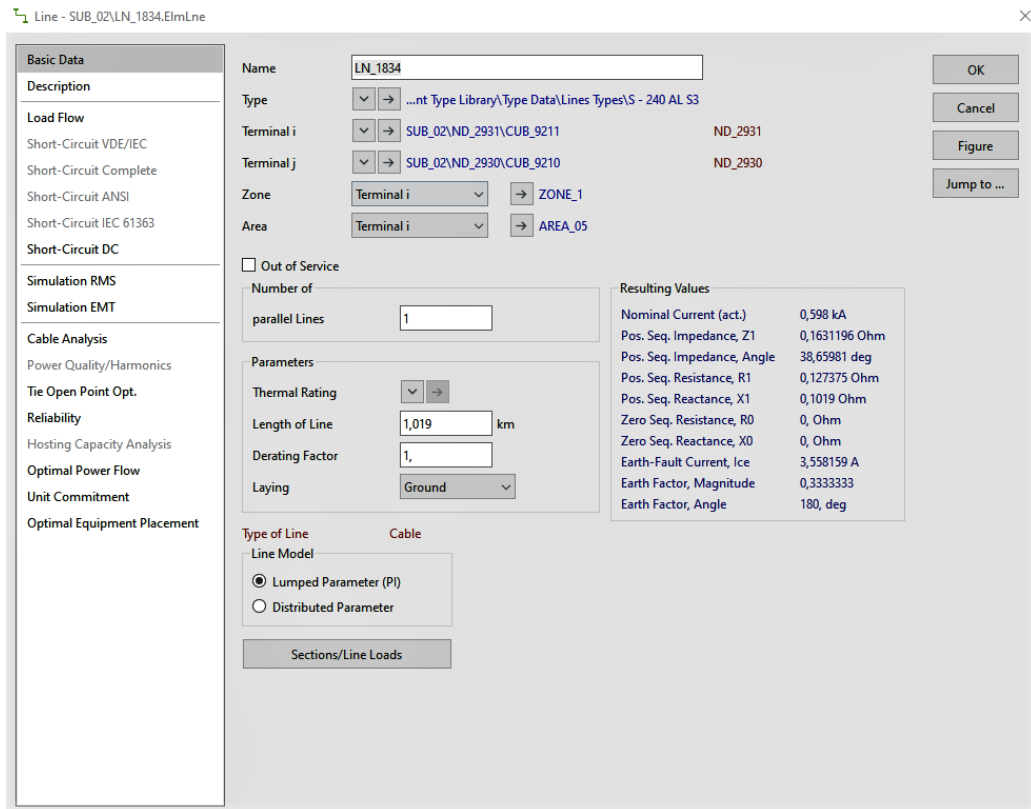 Line - SUB_02\LN_1834.ElmLne
Basic Data
Description
Load Flow
Short-Circuit VDE/IEC
Short-Circuit Complete
Short-Circuit ANSI
Short-Circuit IEC 61363
Short-Circuit DC
Simulation RMS
Simulation EMT
Cable Analysis
Power Quality/Harmonics
Tie Open Point Opt.
Reliability
Hosting Capacity Analysis
Optimal Power Flow
Unit Commitment
Optimal Equipment Placement
Name LN_1834
Type ...nt Type Library\Type Data\Lines Types\S - 240 AL S3
Terminal i SUB_02\ND_2931\CUB_9211 ND_2931
Terminal j SUB_02\ND_2930\CUB_9210 ND_2930
Zone Terminal i ZONE_1
Area Terminal i AREA_05
Out of Service
Number of
parallel Lines 1
Parameters
Thermal Rating
Length of Line 1,019 km
Derating Factor 1,
Laying Ground
Type of Line Cable
Line Model
Lumped Parameter (PI)
Distributed Parameter
Sections/Line Loads
Resulting Values
Nominal Current (act.) 0,598 kA
Pos. Seq. Impedance, Z1 0,1631196 Ohm
Pos. Seq. Impedance, Angle 38,65981 deg
Pos. Seq. Resistance, R1 0,127375 Ohm
Pos. Seq. Reactance, X1 0,1019 Ohm
Zero Seq. Resistance, R0 0, Ohm
Zero Seq. Reactance, X0 0, Ohm
Earth-Fault Current, Ice 3,558159 A
Earth Factor, Magnitude 0,3333333
Earth Factor, Angle 180, deg
OK
Cancel
Figure
Jump to ...